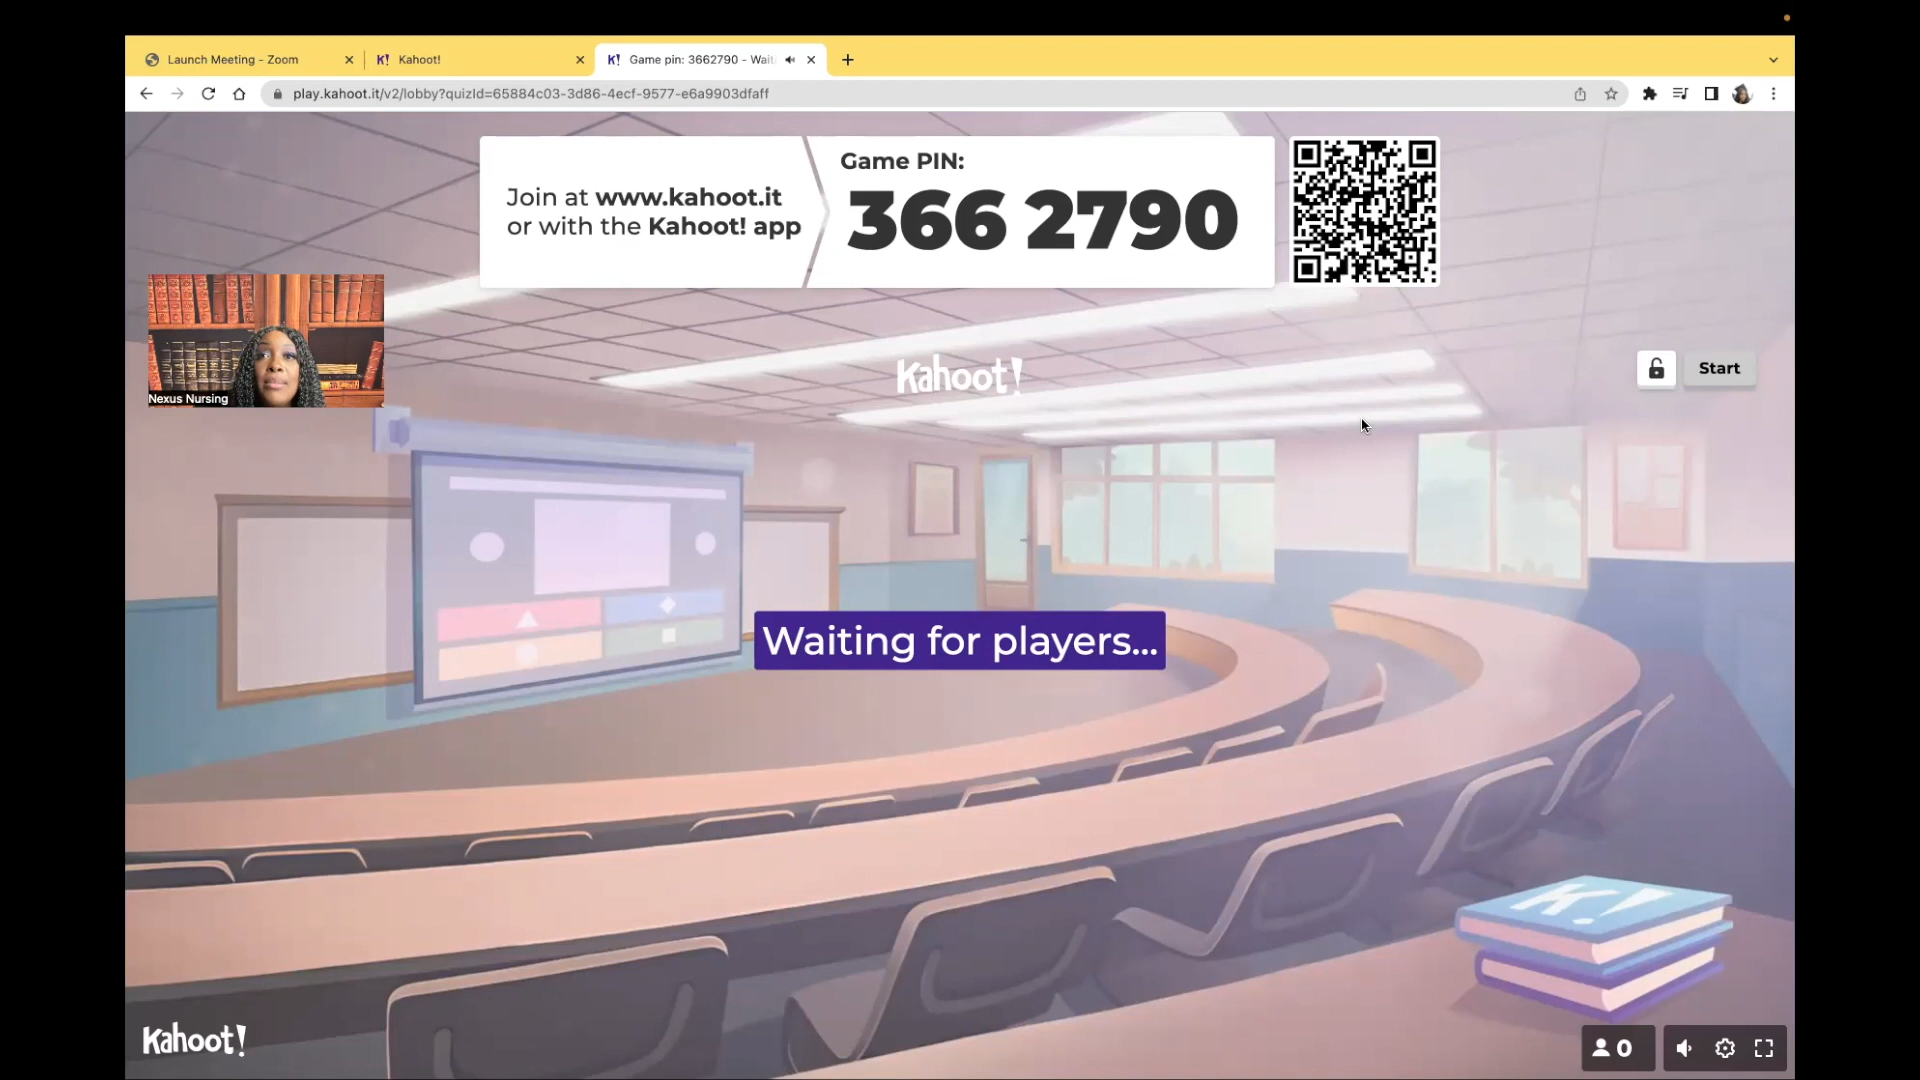 Launch Meeting - Zoom
Kahoot!
Game pin: 3662790 - Wait
play.kahoot.it/v2/lobby?quizId=65884c03-3d86-4ecf-9577-e6a9903dfaff
Join at www.kahoot.it
or with the Kahoot! app
Game PIN:
366 2790
Nexus Nursing
Kahoot!
Start
Waiting for players...
K!
Kahoot!
0